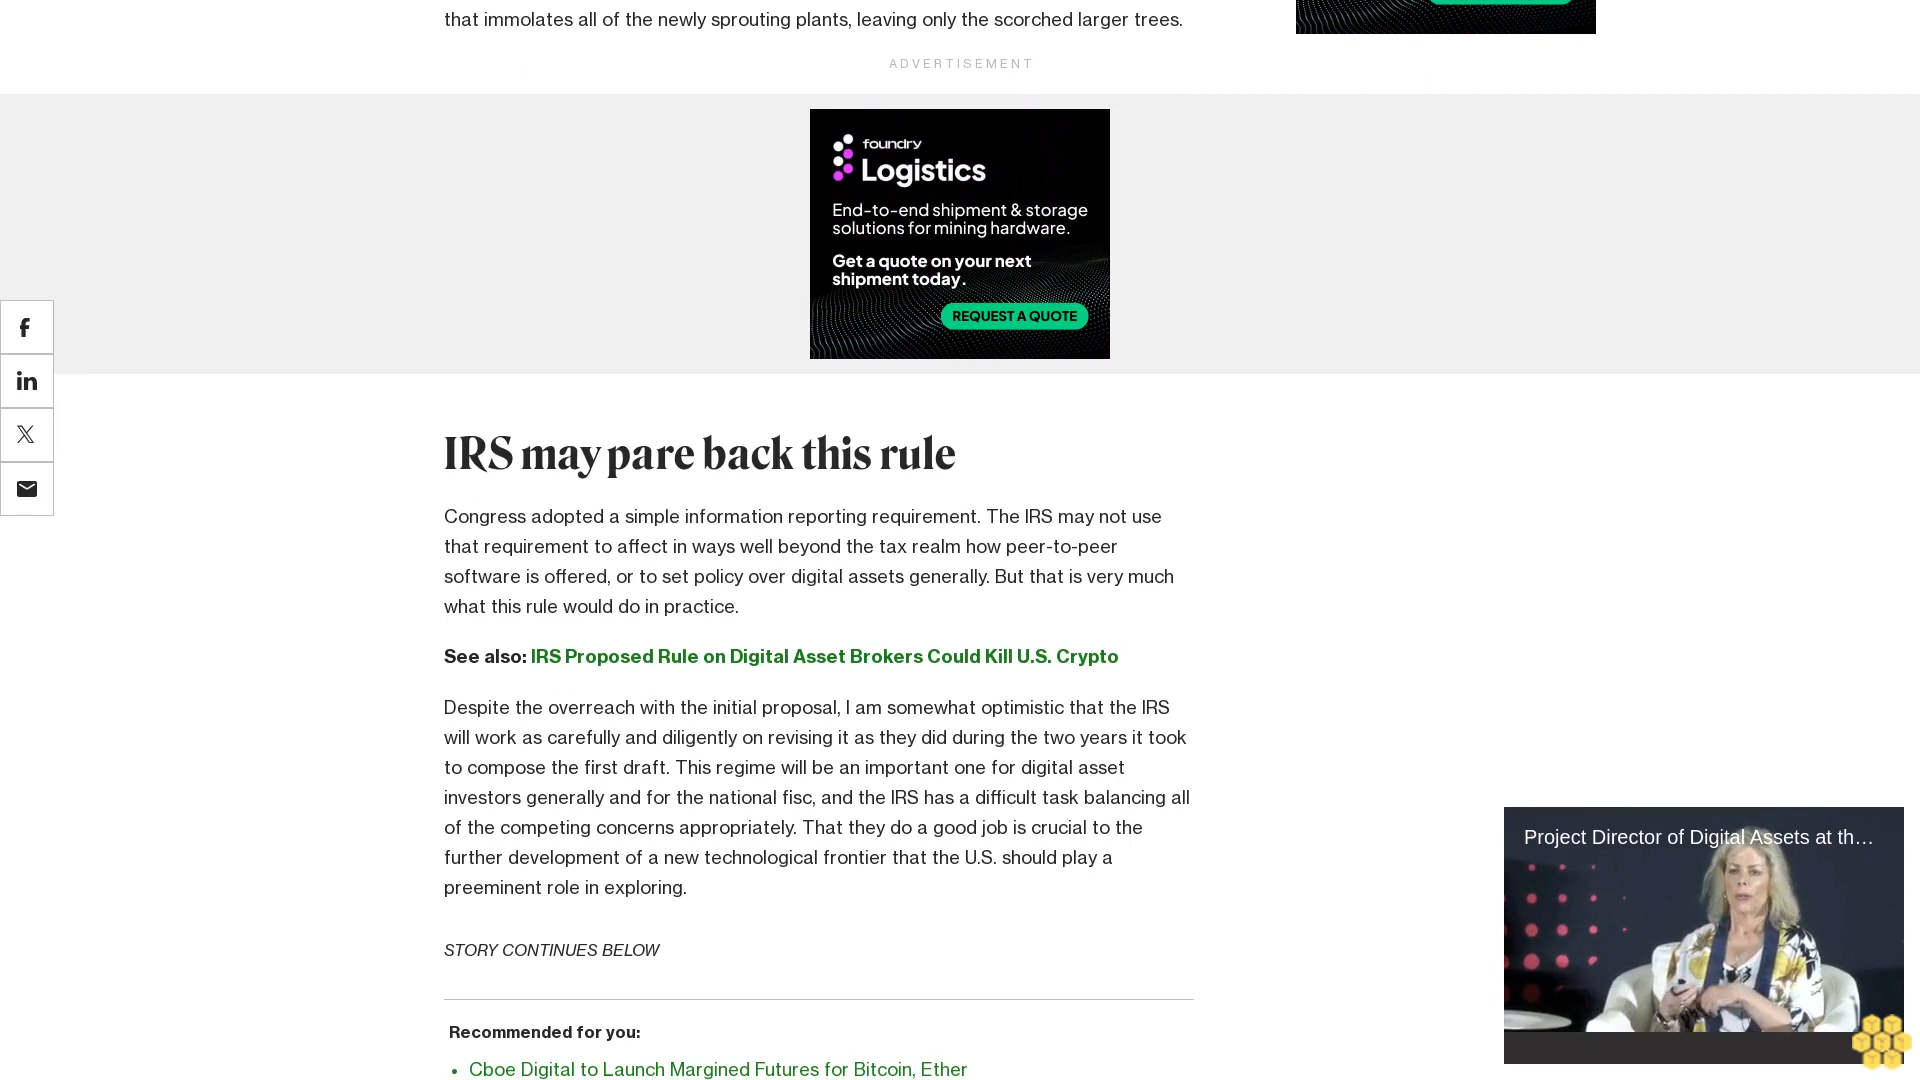 that immolates all of the newly sprouting plants, leaving only the scorched larger trees.
ADVERTISEMENT
foundry
Logistics
End-to-end shipment & storage
solutions for mining hardware.
Get a quote on your next
shipment today.
REQUEST A QUOTE
IRS may pare back this rule
Congress adopted a simple information reporting requirement. The IRS may not use
that requirement to affect in ways well beyond the tax realm how peer-to-peer
software is offered, or to set policy over digital assets generally. But that is very much
what this rule would do in practice.
See also: IRS Proposed Rule on Digital Asset Brokers Could Kill U.S. Crypto
Despite the overreach with the initial proposal, I am somewhat optimistic that the IRS
will work as carefully and diligently on revising it as they did during the two years it took
to compose the first draft. This regime will be an important one for digital asset
investors generally and for the national fisc, and the IRS has a difficult task balancing all
of the competing concerns appropriately. That they do a good job is crucial to the
further development of a new technological frontier that the U.S. should play a
preeminent role in exploring.
STORY CONTINUES BELOW
Recommended for you:
• Cboe Digital to Launch Margined Futures for Bitcoin, Ether
Project Director of Digital Assets at th…